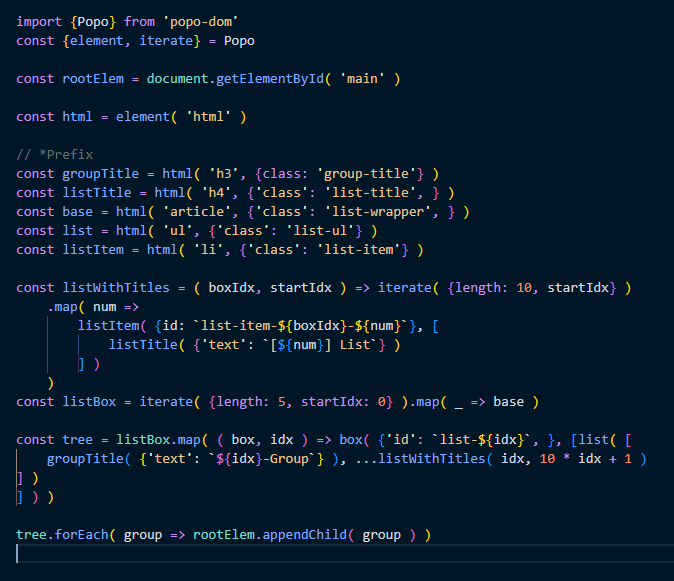 import {Popo} from 'popo-dom'
const {element, iterate} = Popo
const rootElem = document.getElementById( 'main' )
const html = element( 'html' )
// *Prefix
const groupTitle = html( 'h3', {class: 'group-title'} )
const listTitle = html( 'h4', {'class': 'list-title', } )
const base = html( 'article', {'class': 'list-wrapper', } )
const list = html( 'ul', {'class': 'list-ul'} )
const listItem = html( 'li', {'class': 'list-item'} )
const listWithTitles = ( boxIdx, startIdx ) => iterate( {length: 10, startIdx} )
    .map( num =>
        listItem( {id: `list-item-${boxIdx}-${num}`}, [
            listTitle( {'text': `[${num}] List`} )
        ] )
    )
const listBox = iterate( {length: 5, startIdx: 0} ).map( _ => base )
const tree = listBox.map( ( box, idx ) => box( {'id': `list-${idx}`, }, [list( [
    groupTitle( {'text': `${idx}-Group`} ), ...listWithTitles( idx, 10 * idx + 1 )
] )
] ) )
tree.forEach( group => rootElem.appendChild( group ) )